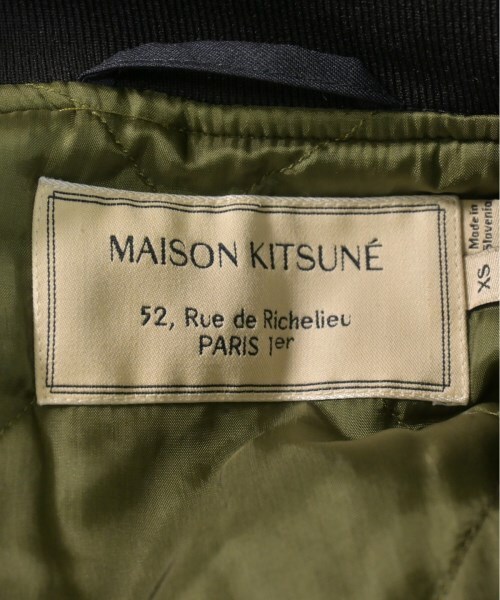 MAISON KITSUNÉ
52, Rue de Richelieu
PARIS 1er
Made in
Slovenia
XS